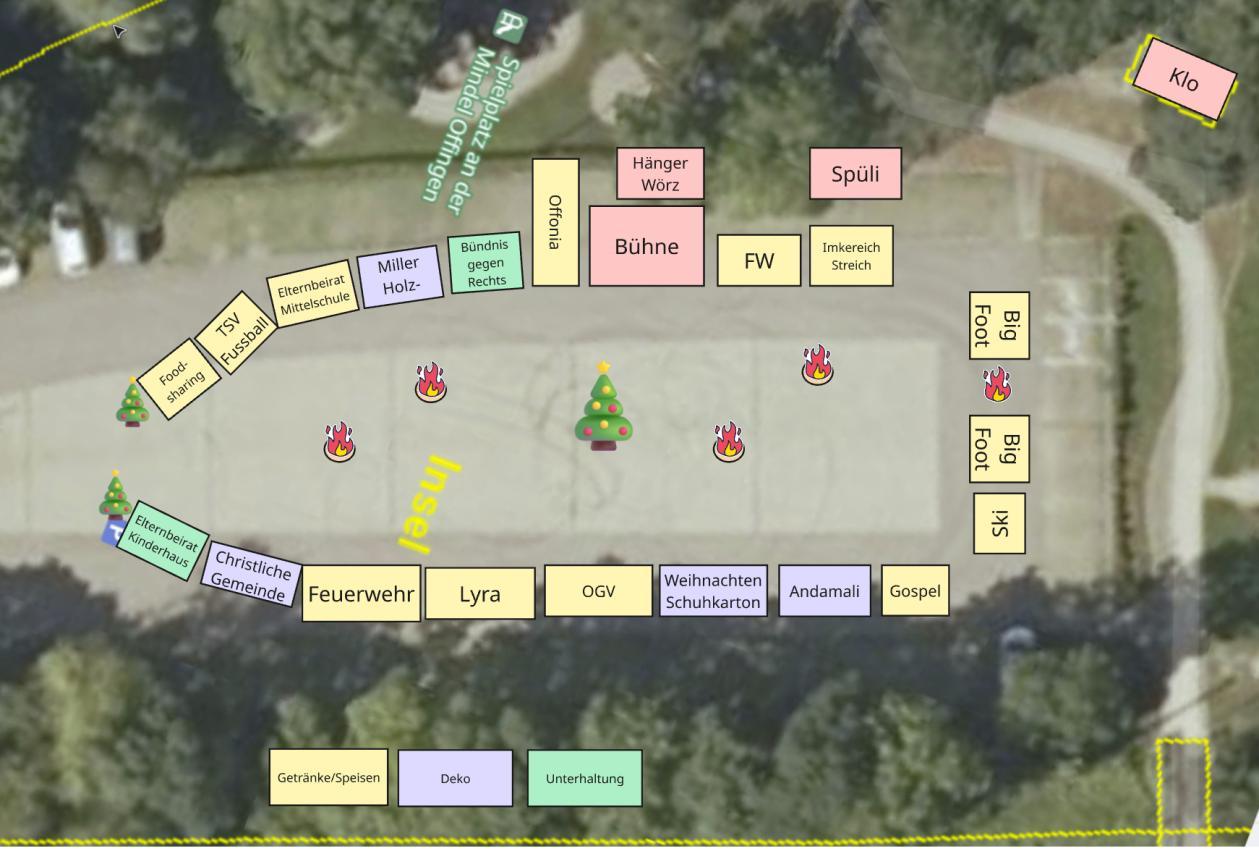 Spielplatz an der
Mindel Offingen
Klo
Hänger
Wörz
Spüli
Offonia
Bühne
FW
Imkereich
Streich
Bündnis
gegen
Rechts
Miller
Holz-
Elternbeirat
Mittelschule
TSV
Fussball
Food-
sharing
Big
Foot
Big
Foot
Ski
Insel
P
Elternbeirat
Kinderhaus
Christliche
Gemeinde
Feuerwehr
Lyra
OGV
Weihnachten
Schuhkarton
Andamali
Gospel
Getränke/Speisen
Deko
Unterhaltung